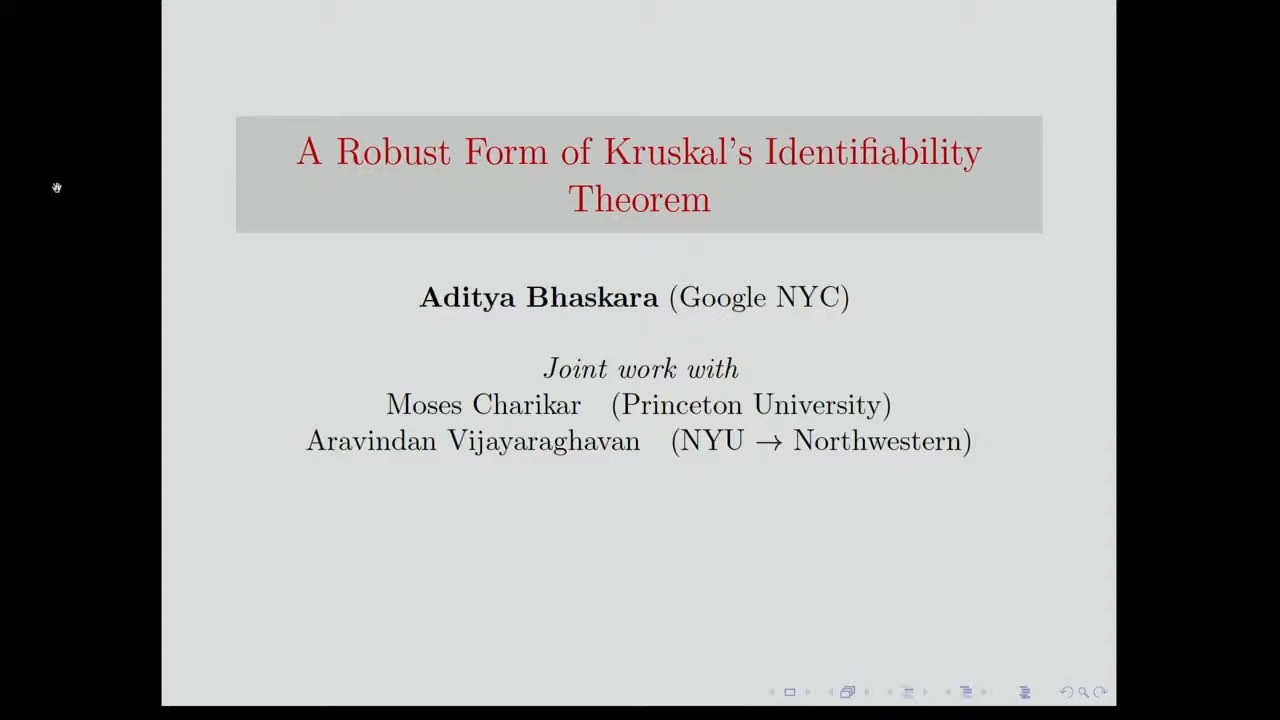 A Robust Form of Kruskal's Identifiability
Theorem
Aditya Bhaskara (Google NYC)
Joint work with
Moses Charikar (Princeton University)
Aravindan Vijayaraghavan (NYU → Northwestern)